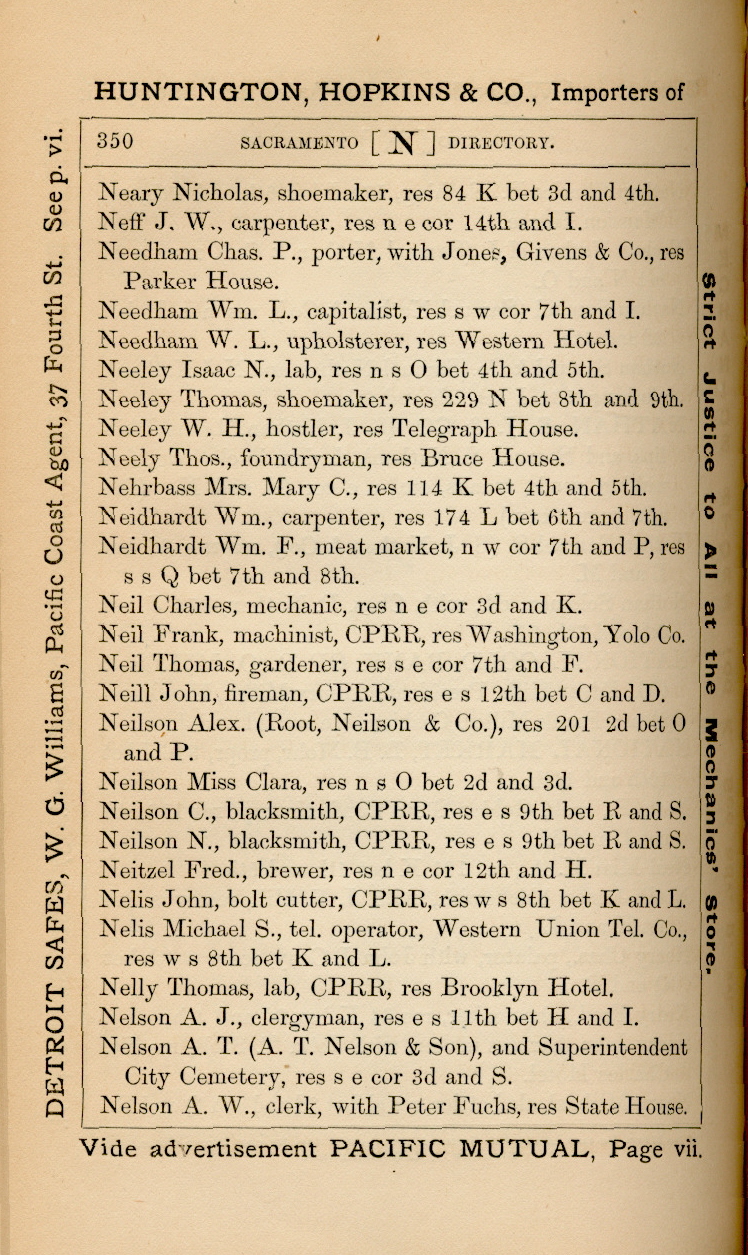 HUNTINGTON, HOPKINS & CO., Importers of
350 SACRAMENTO [N] DIRECTORY.
Neary Nicholas, shoemaker, res 84 K bet 3d and 4th.
Neff J. W., carpenter, res n e cor 14th and I.
Needham Chas. P., porter, with Jones, Givens & Co., res
Parker House.
Needham Wm. L., capitalist, res s w cor 7th and I.
Needham W. L., upholsterer, res Western Hotel.
Neeley Isaac N., lab, res n s O bet 4th and 5th.
Neeley Thomas, shoemaker, res 229 N bet 8th and 9th.
Neeley W. H., hostler, res Telegraph House.
Neely Thos., foundryman, res Bruce House.
Nehrbass Mrs. Mary C., res 114 K bet 4th and 5th.
Neidhardt Wm., carpenter, res 174 L bet 6th and 7th.
Neidhardt Wm. F., meat market, n w cor 7th and P, res
s s Q bet 7th and 8th.
Neil Charles, mechanic, res n e cor 3d and K.
Neil Frank, machinist, CPRR, res Washington, Yolo Co.
Neil Thomas, gardener, res s e cor 7th and F.
Neill John, fireman, CPRR, res e s 12th bet C and D.
Neilson Alex. (Root, Neilson & Co.), res 201 2d bet O
and P.
Neilson Miss Clara, res n s O bet 2d and 3d.
Neilson C., blacksmith, CPRR, res e s 9th bet R and S.
Neilson N., blacksmith, CPRR, res e s 9th bet R and S.
Neitzel Fred., brewer, res n e cor 12th and H.
Nelis John, bolt cutter, CPRR, res w s 8th bet K and L.
Nelis Michael S., tel. operator, Western Union Tel. Co.,
res w s 8th bet K and L.
Nelly Thomas, lab, CPRR, res Brooklyn Hotel.
Nelson A. J., clergyman, res e s 11th bet H and I.
Nelson A. T. (A. T. Nelson & Son), and Superintendent
City Cemetery, res s e cor 3d and S.
Nelson A. W., clerk, with Peter Fuchs, res State House.
Vide advertisement PACIFIC MUTUAL, Page vii.
DETROIT SAFES, W. G. Williams, Pacific Coast Agent, 37 Fourth St. See p. vi.
Strict Justice to All at the Mechanics' Store.